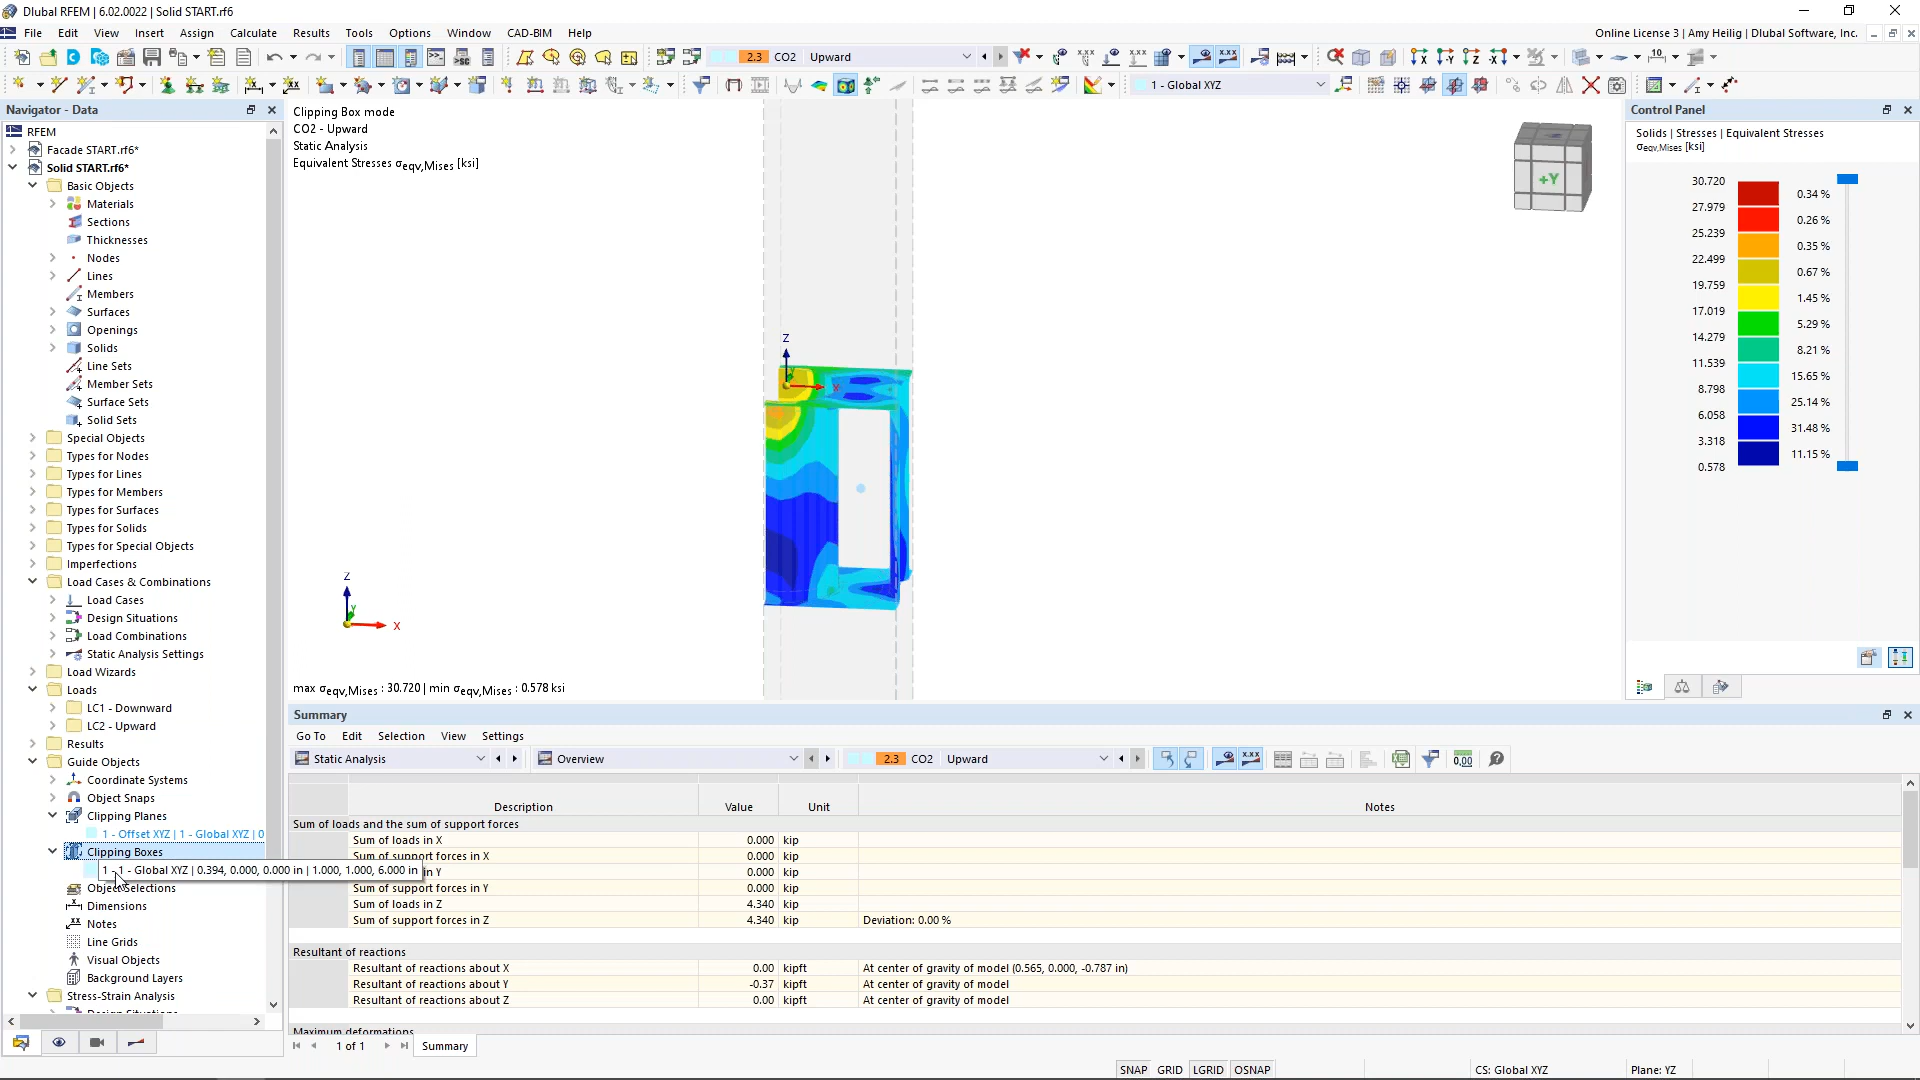 Dlubal RFEM | 6.02.0022 | Solid START.rf6
File Edit View Insert Assign Calculate Results Tools Options Window CAD-BIM Help
Online License 3 | Amy Heilig | Dlubal Software, Inc.
2.3 CO2 Upward
1 - Global XYZ
Navigator - Data
RFEM
Facade START.rf6*
Solid START.rf6*
Basic Objects
Materials
Sections
Thicknesses
Nodes
Lines
Members
Surfaces
Openings
Solids
Line Sets
Member Sets
Surface Sets
Solid Sets
Special Objects
Types for Nodes
Types for Lines
Types for Members
Types for Surfaces
Types for Solids
Types for Special Objects
Imperfections
Load Cases & Combinations
Load Cases
Design Situations
Load Combinations
Static Analysis Settings
Load Wizards
Loads
LC1 - Downward
LC2 - Upward
Results
Guide Objects
Coordinate Systems
Object Snaps
Clipping Planes
1 - Offset XYZ | 1 - Global XYZ | 0
Clipping Boxes
1 - 1 - Global XYZ | 0.394, 0.000, 0.000 in | 1.000, 1.000, 6.000 in
Object Selections
Dimensions
Notes
Line Grids
Visual Objects
Background Layers
Stress-Strain Analysis
Clipping Box mode
CO2 - Upward
Static Analysis
Equivalent Stresses σeqv,Mises [ksi]
Z
Y
X
Z
Y
X
+Y
max σeqv,Mises : 30.720 | min σeqv,Mises : 0.578 ksi
Control Panel
Solids | Stresses | Equivalent Stresses
σeqv,Mises [ksi]
30.720
0.34 %
27.979
0.26 %
25.239
0.35 %
22.499
0.67 %
19.759
1.45 %
17.019
5.29 %
14.279
8.21 %
11.539
15.65 %
8.798
25.14 %
6.058
31.48 %
3.318
11.15 %
0.578
Summary
Go To Edit Selection View Settings
Static Analysis Overview 2.3 CO2 Upward
Description Value Unit Notes
Sum of loads and the sum of support forces
Sum of loads in X 0.000 kip
Sum of support forces in X 0.000 kip
in Y 0.000 kip
Sum of support forces in Y 0.000 kip
Sum of loads in Z 4.340 kip
Sum of support forces in Z 4.340 kip Deviation: 0.00 %
Resultant of reactions
Resultant of reactions about X 0.00 kipft At center of gravity of model (0.565, 0.000, -0.787 in)
Resultant of reactions about Y -0.37 kipft At center of gravity of model
Resultant of reactions about Z 0.00 kipft At center of gravity of model
Maximum deformations
1 of 1 Summary
SNAP GRID LGRID OSNAP CS: Global XYZ Plane: YZ